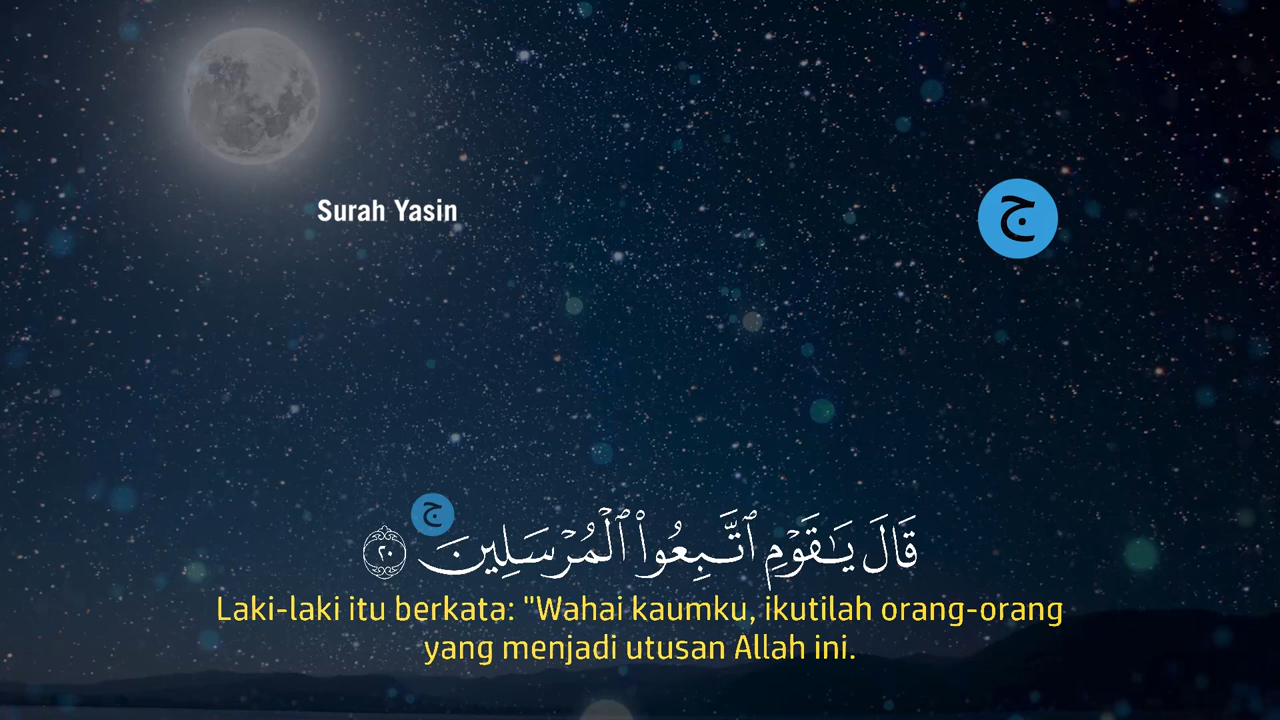 Surah Yasin
ج
ج
قَالَ يَـٰقَوْمِ ٱتَّبِعُوا۟ ٱلْمُرْسَلِينَ ٢٠
Laki-laki itu berkata: "Wahai kaumku, ikutilah orang-orang
yang menjadi utusan Allah ini.